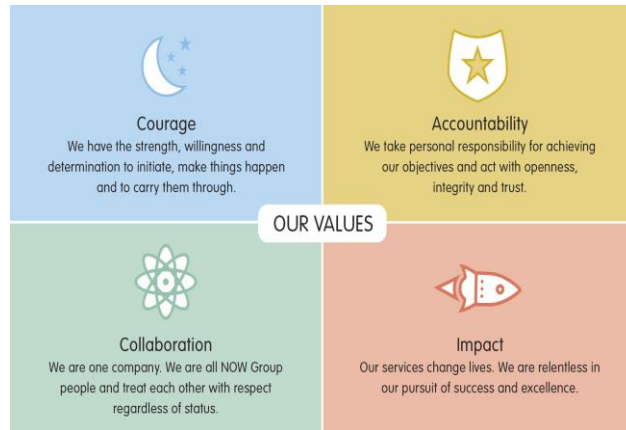 Courage
We have the strength, willingness and
determination to initiate, make things happen
and to carry them through.
Accountability
We take personal responsibility for achieving
our objectives and act with openness,
integrity and trust.
OUR VALUES
Collaboration
We are one company. We are all NOW Group
people and treat each other with respect
regardless of status.
Impact
Our services change lives. We are relentless in
our pursuit of success and excellence.